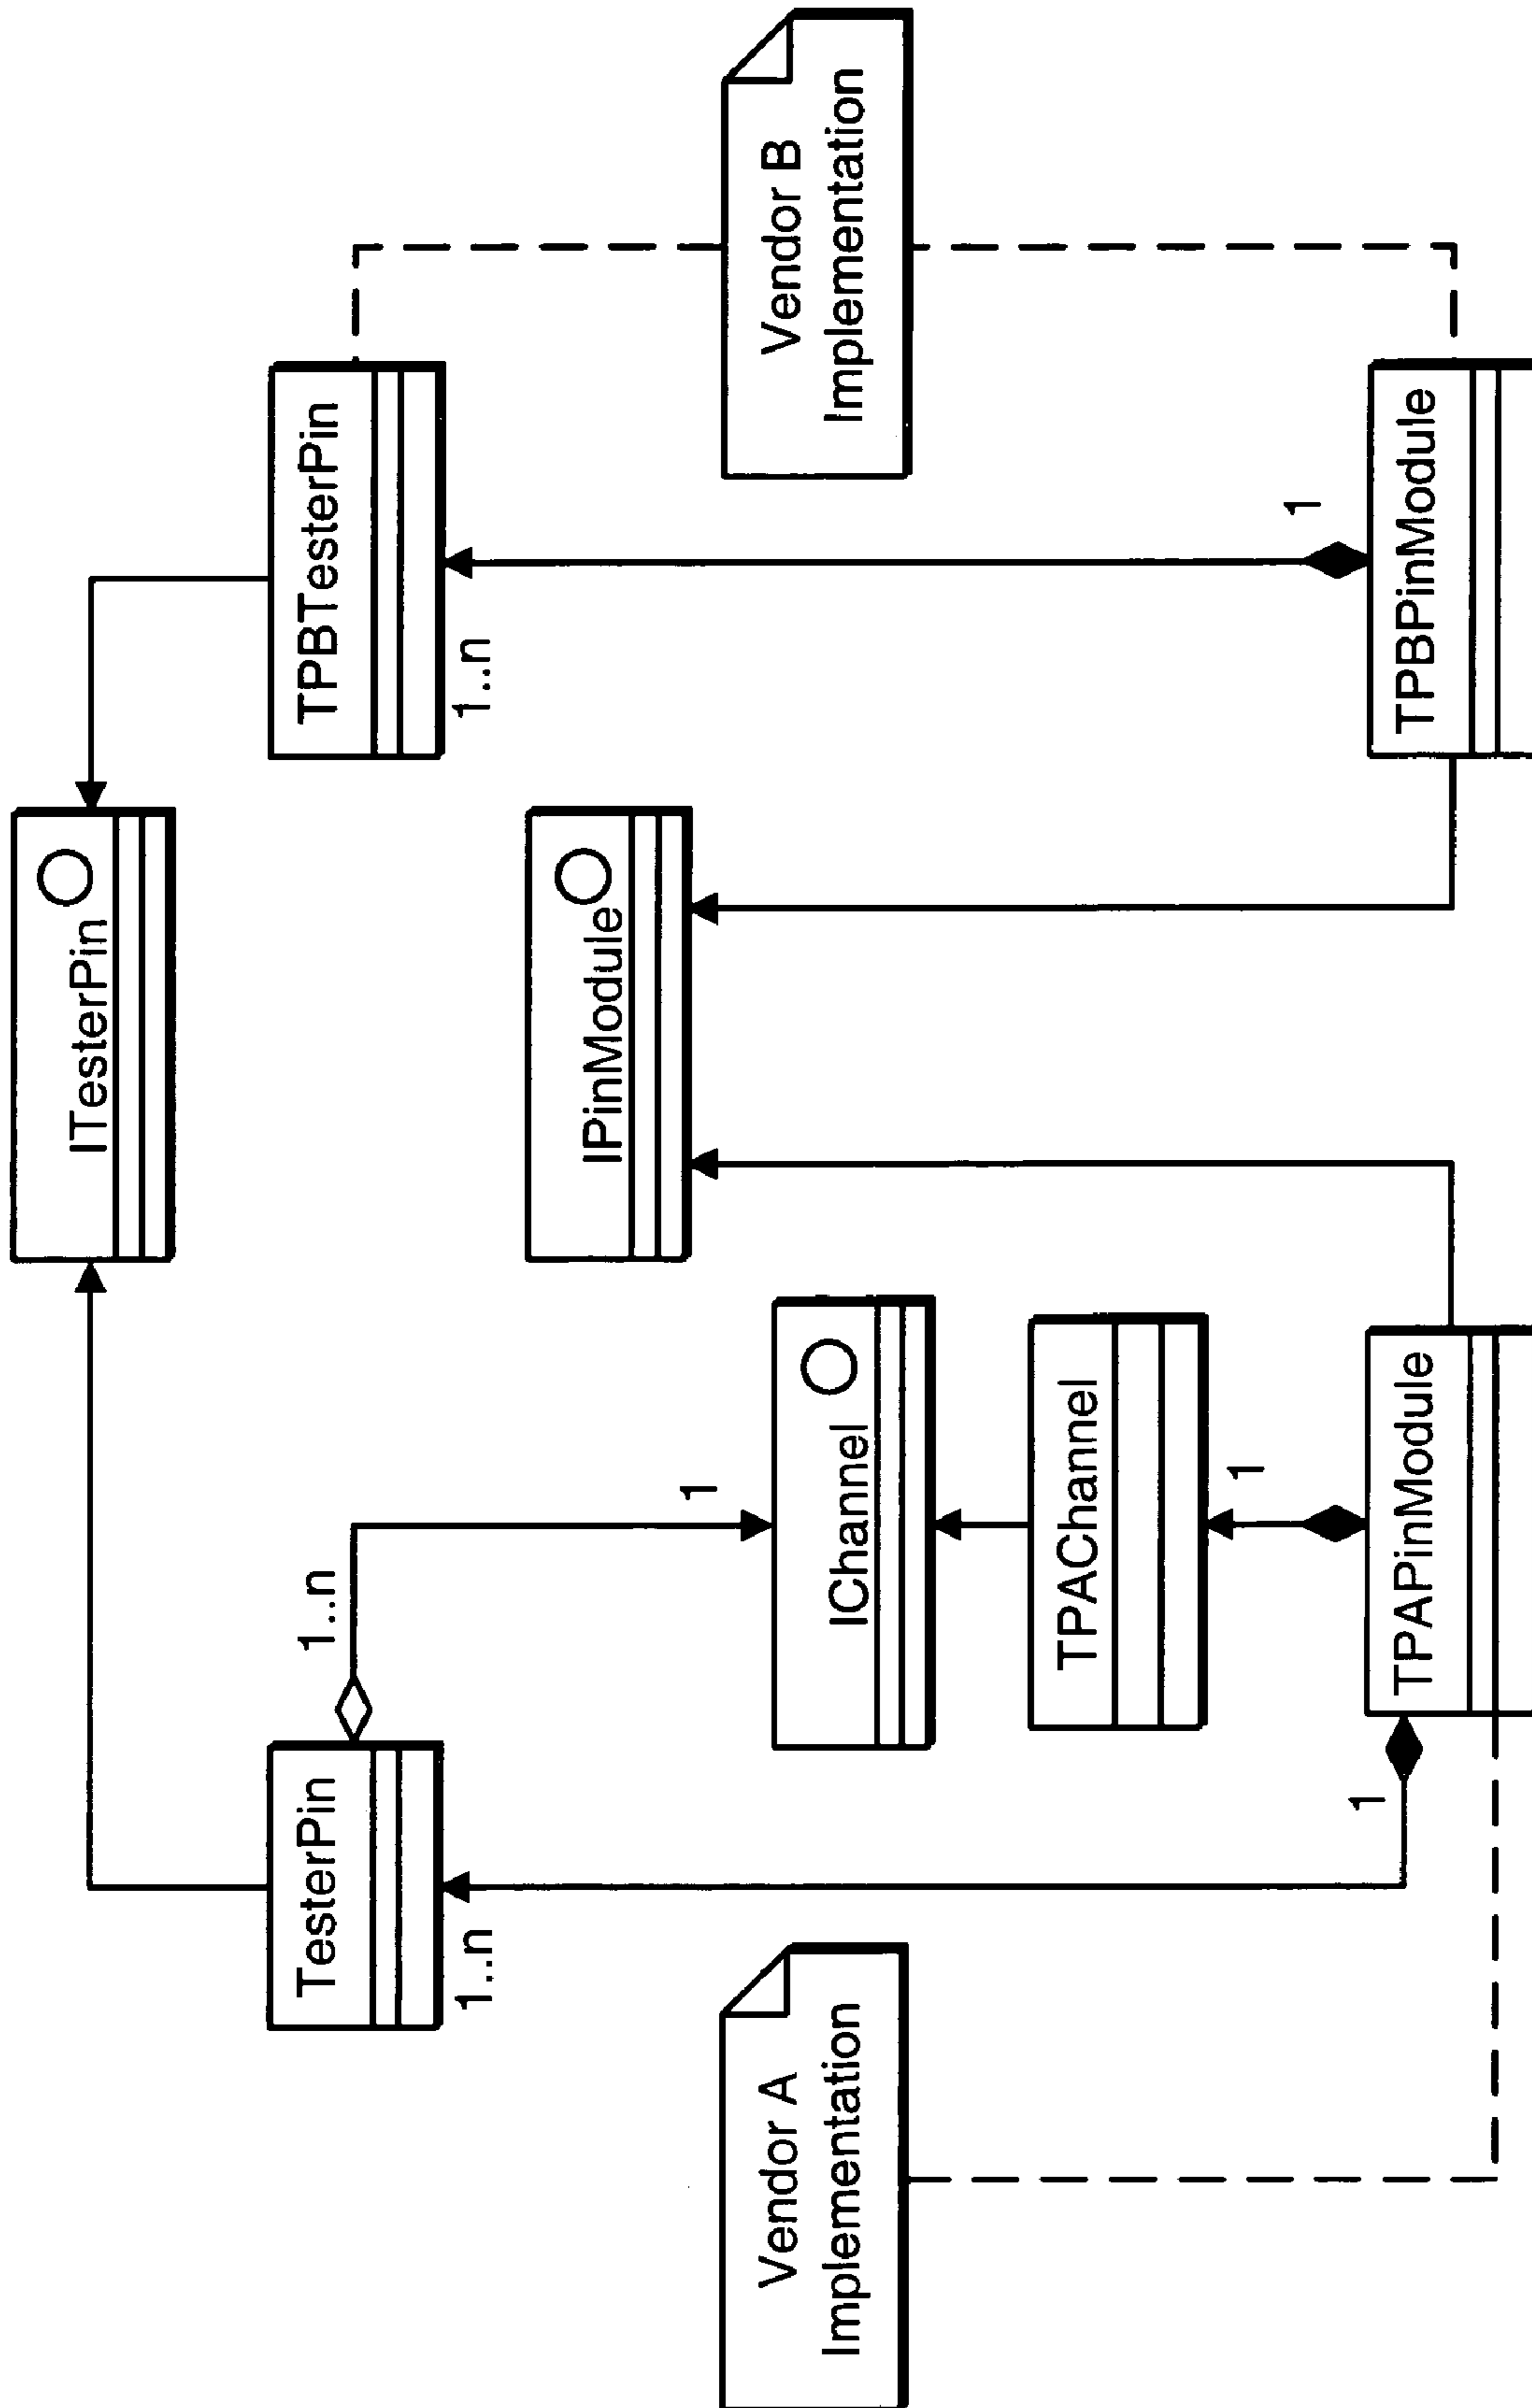 ITesterPin
TesterPin
1..n
1..n
TPBTesterPin
1..n
IPinModule
Vendor A
Implementation
1
IChannel
Vendor B
Implementation
TPAChannel
1
1
1
TPAPinModule
TPBPinModule